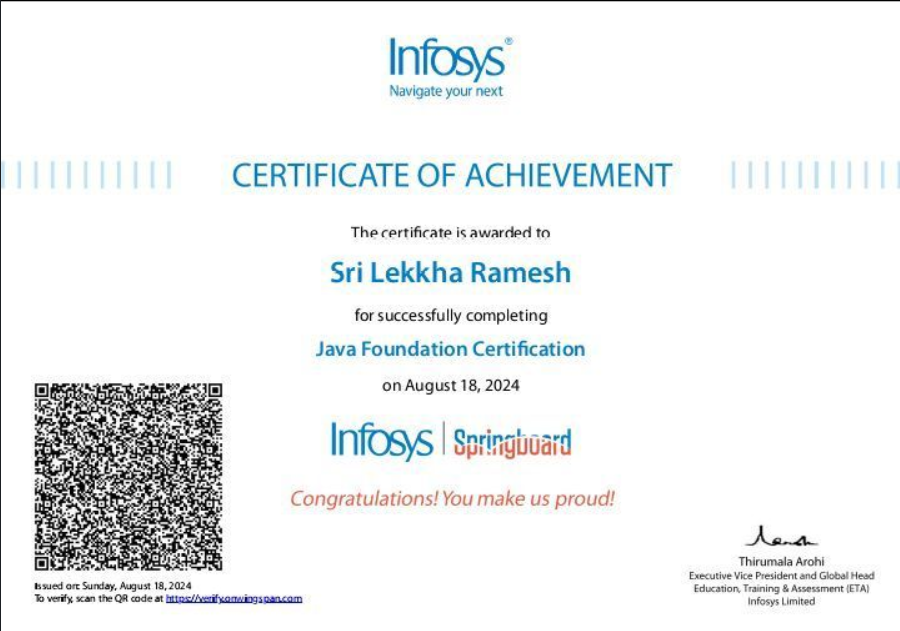 Infosys®
Navigate your next
CERTIFICATE OF ACHIEVEMENT
The certificate is awarded to
Sri Lekkha Ramesh
for successfully completing
Java Foundation Certification
on August 18, 2024
Infosys | Springboard
Congratulations! You make us proud!
Thirumala Arohi
Executive Vice President and Global Head
Education, Training & Assessment (ETA)
Infosys Limited
Issued on: Sunday, August 18, 2024
To verify, scan the QR code at https://verify.onwingspan.com